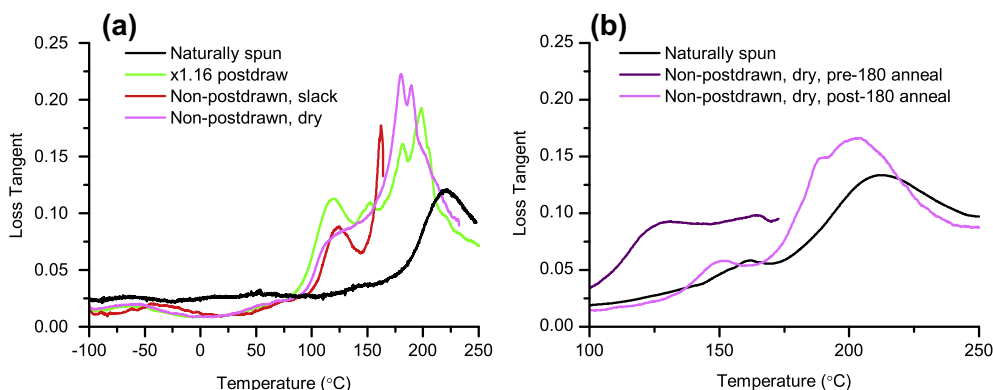 (a)
Loss Tangent
0.25
0.20
0.15
0.10
0.05
0.00
Naturally spun
x1.16 postdraw
Non-postdrawn, slack
Non-postdrawn, dry
-100 -50 0 50 100 150 200 250
Temperature (°C)
(b)
Loss Tangent
0.25
0.20
0.15
0.10
0.05
0.00
Naturally spun
Non-postdrawn, dry, pre-180 anneal
Non-postdrawn, dry, post-180 anneal
100 150 200 250
Temperature (°C)